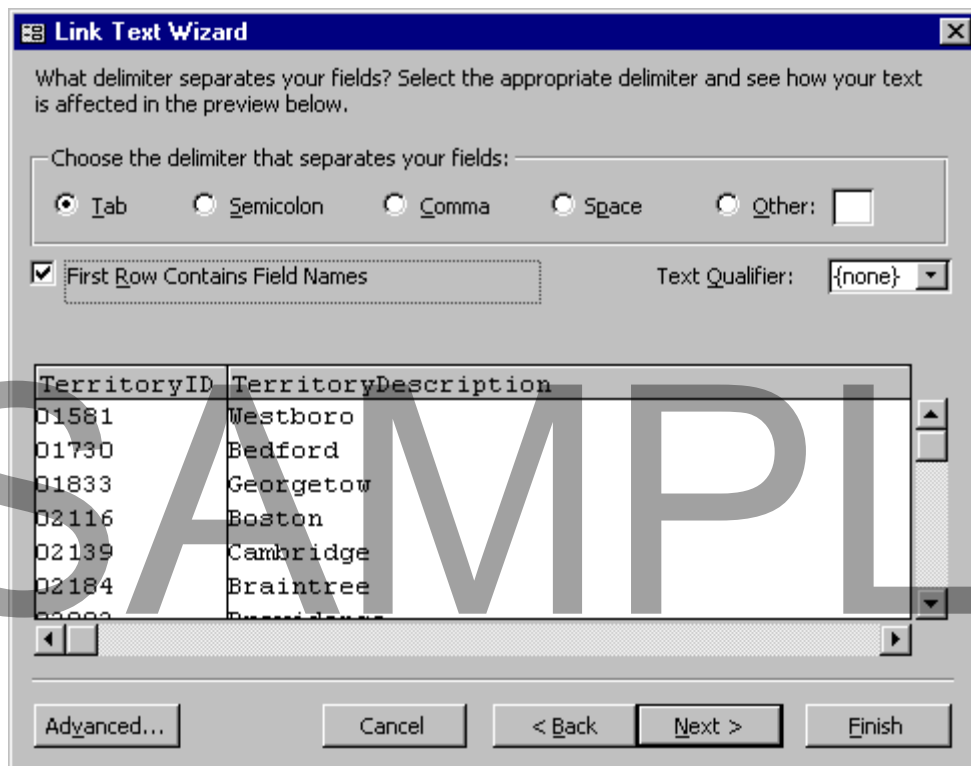 Link Text Wizard
What delimiter separates your fields? Select the appropriate delimiter and see how your text
is affected in the preview below.
Choose the delimiter that separates your fields:
Tab Semicolon Comma Space Other:
First Row Contains Field Names Text Qualifier: {none}
TerritoryID TerritoryDescription
01581 Westboro
01730 Bedford
01833 Georgetow
02116 Boston
02139 Cambridge
02184 Braintree
SAMPL
Advanced... Cancel < Back Next > Finish